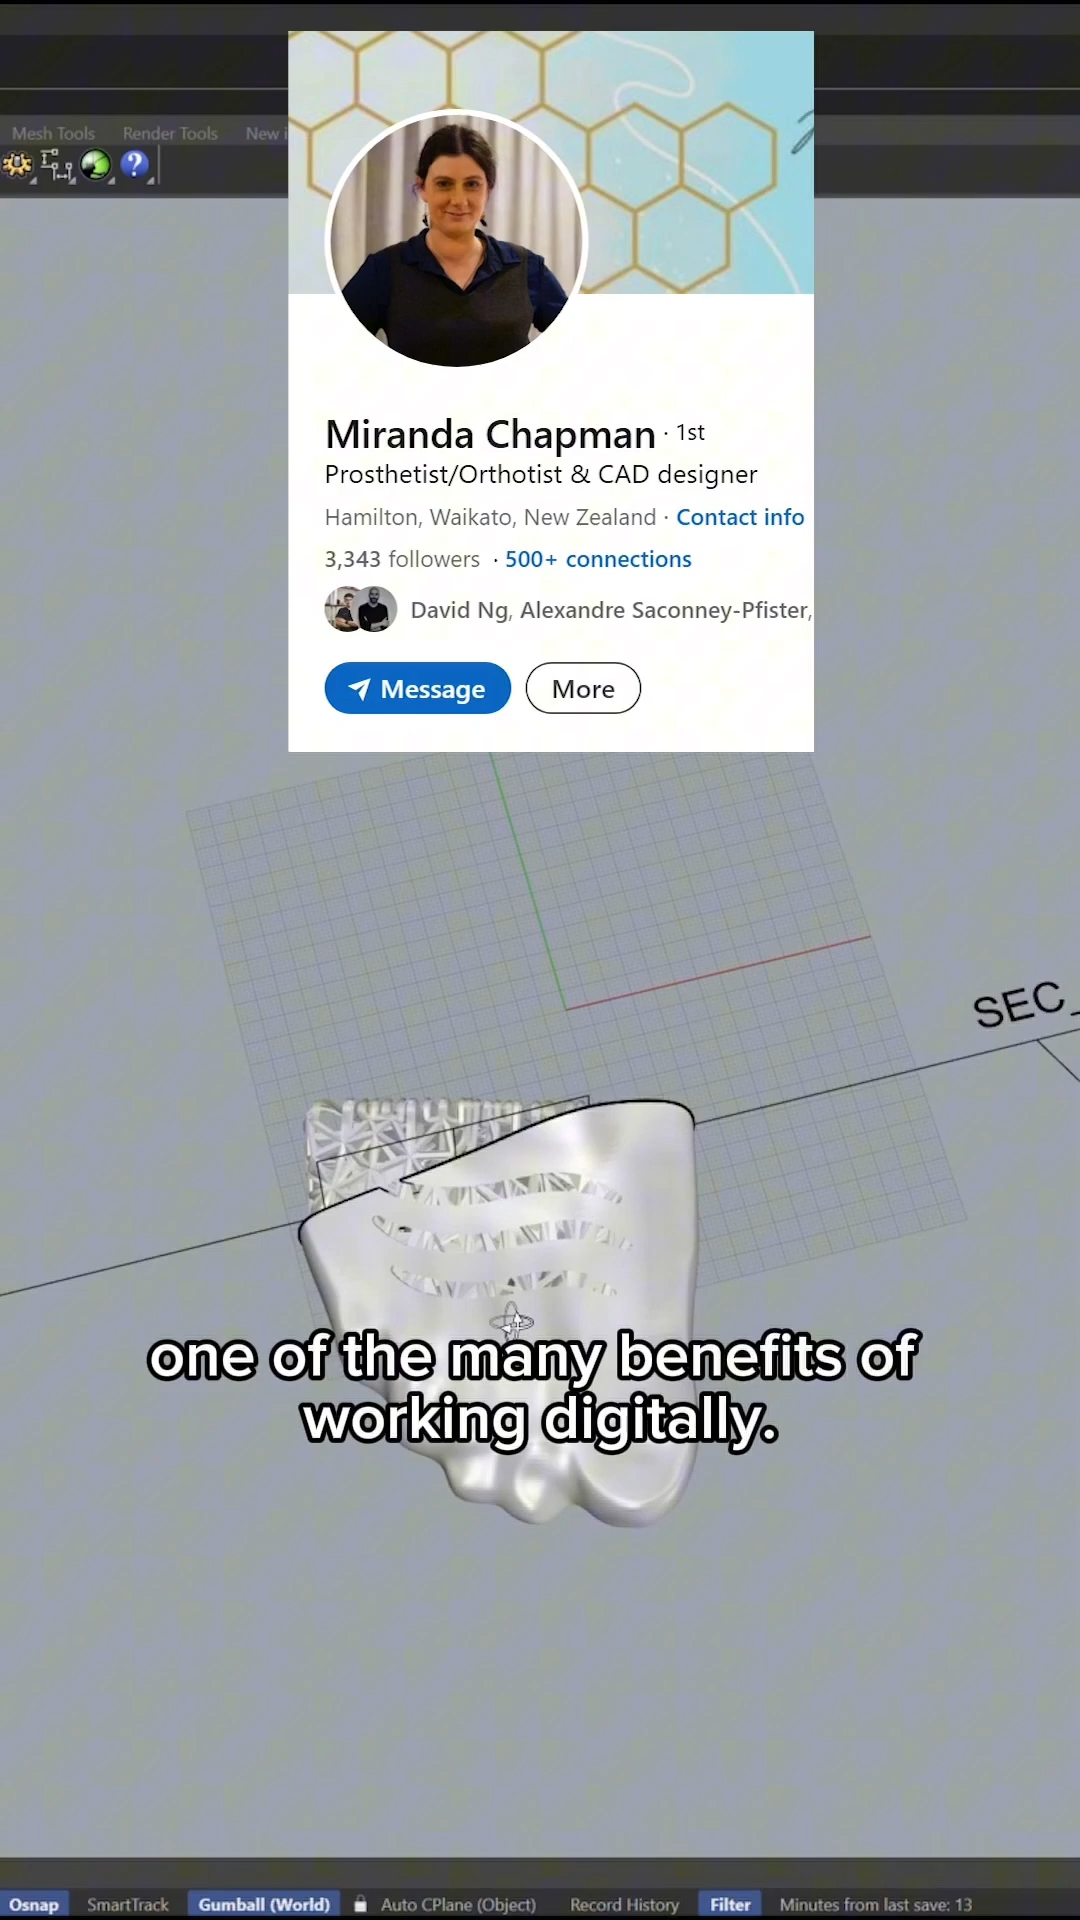 Mesh Tools Render Tools New i
Miranda Chapman · 1st
Prosthetist/Orthotist & CAD designer
Hamilton, Waikato, New Zealand · Contact info
3,343 followers · 500+ connections
David Ng, Alexandre Saconney-Pfister,
Message More
SEC_
one of the many benefits of
working digitally.
Osnap SmartTrack Gumball (World) Auto CPlane (Object) Record History Filter Minutes from last save: 13